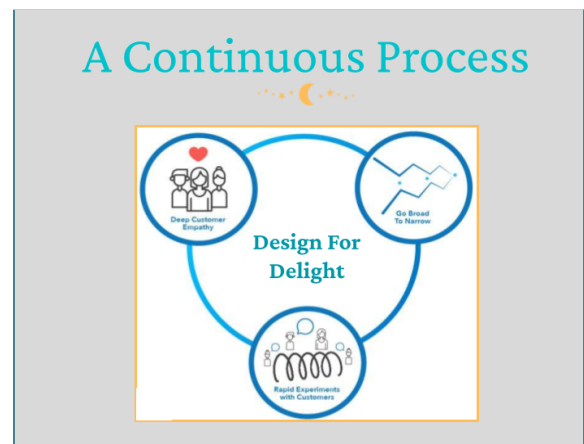 A Continuous Process
Deep Customer
Empathy
Go Broad
To Narrow
Design For
Delight
Rapid Experiments
with Customers